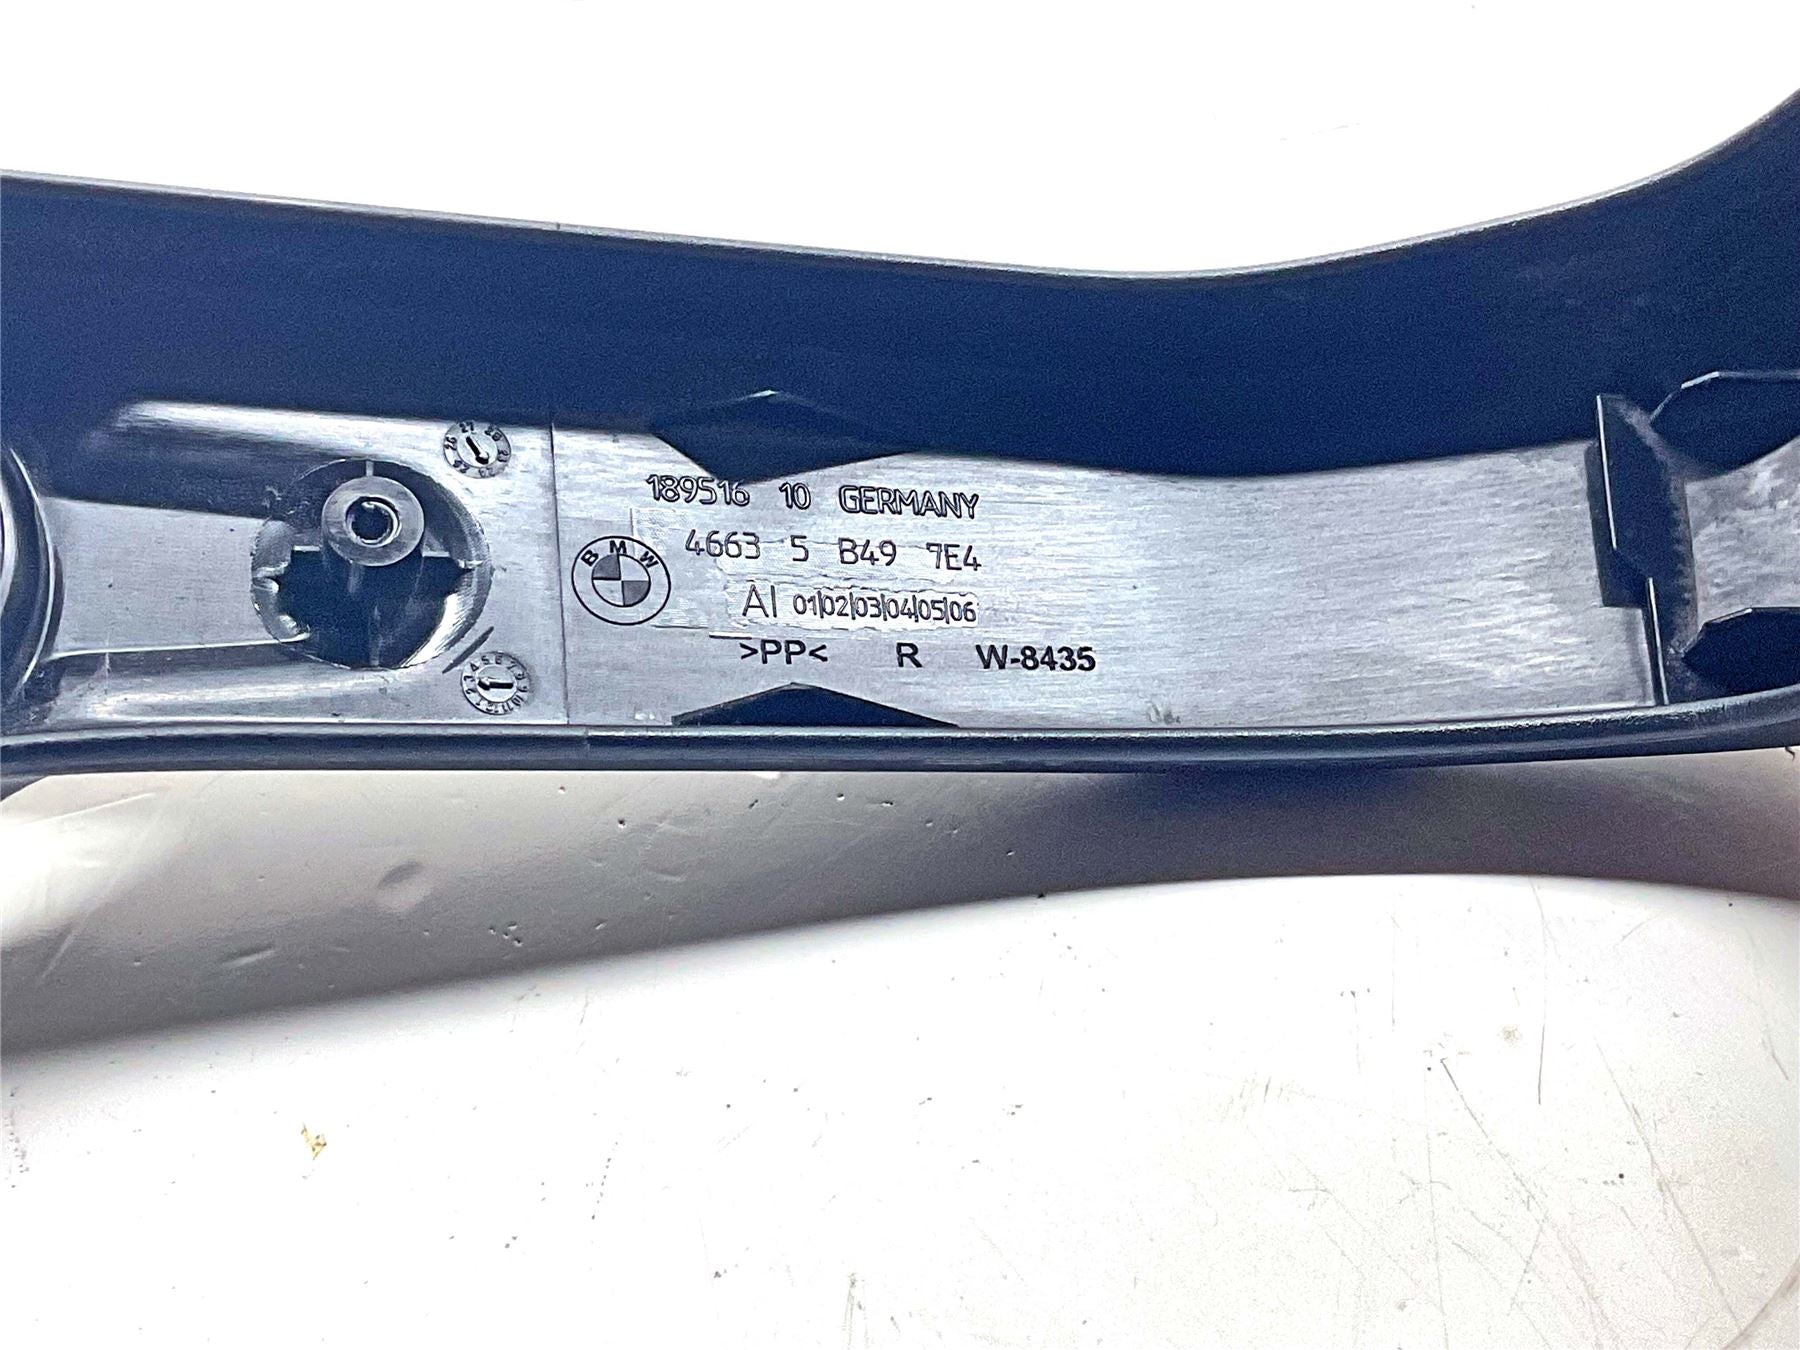 189516 10 GERMANY
BMW
4663 5 B49 7E4
AI 01|02|03|04|05|06
>PP< R W-8435